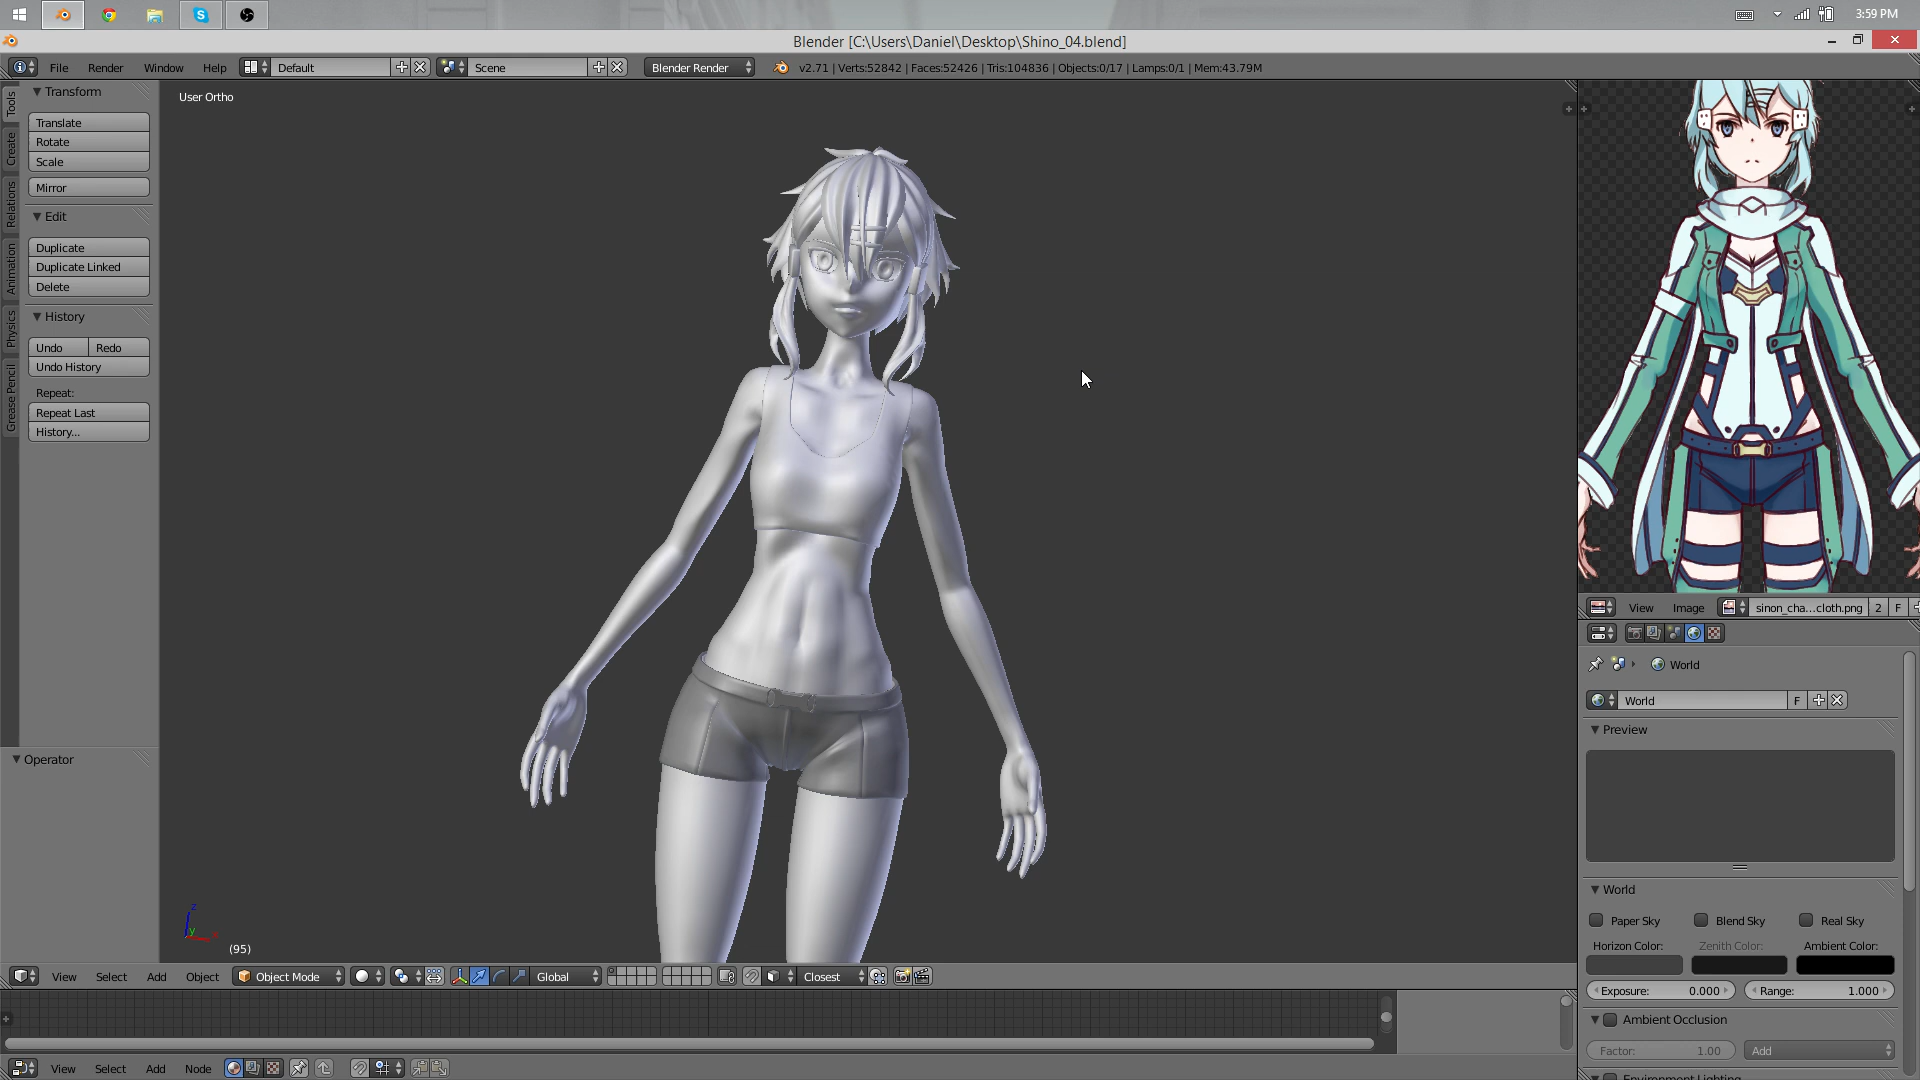 3:59 PM
Blender [C:\Users\Daniel\Desktop\Shino_04.blend]
File Render Window Help Default Scene Blender Render v2.71 | Verts:52842 | Faces:52426 | Tris:104836 | Objects:0/17 | Lamps:0/1 | Mem:43.79M
Tools
Create
Relations
Animation
Physics
Grease Pencil
Transform
Translate
Rotate
Scale
Mirror
Edit
Duplicate
Duplicate Linked
Delete
History
Undo Redo
Undo History
Repeat:
Repeat Last
History...
Operator
User Ortho
z
y
(95)
View Select Add Object Object Mode Global Closest
View Select Add Node
View Image sinon_cha...cloth.png 2 F
World
World F
Preview
World
Paper Sky Blend Sky Real Sky
Horizon Color: Zenith Color: Ambient Color:
Exposure: 0.000 Range: 1.000
Ambient Occlusion
Factor: 1.00 Add
Environment Lighting